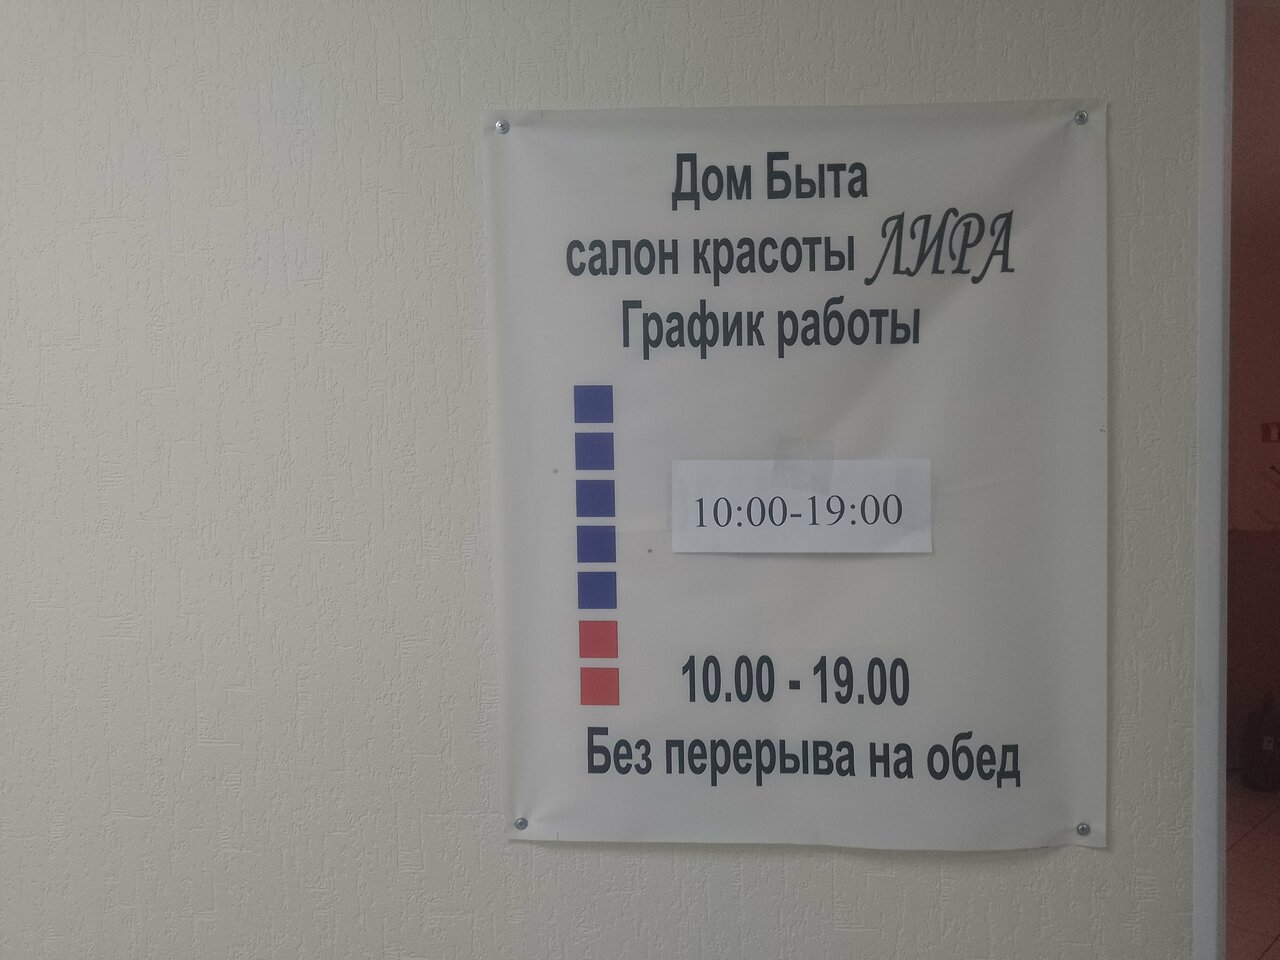 Дом Быта
салон красоты ЛИРА
График работы
10:00-19:00
10.00 - 19.00
Без перерыва на обед